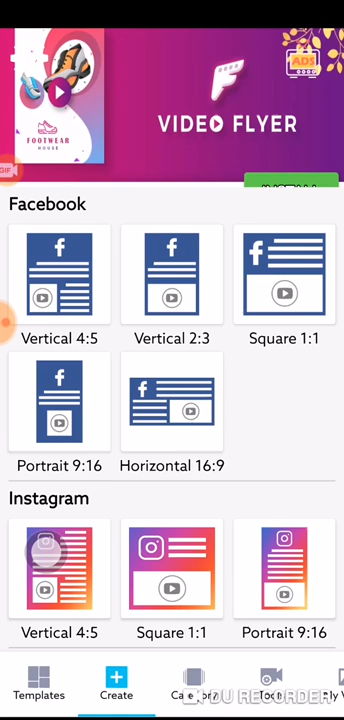 ADS
VIDEO FLYER
FOOTWEAR
HOUSE
GIF
Facebook
Vertical 4:5
Vertical 2:3
Square 1:1
Portrait 9:16
Horizontal 16:9
Instagram
Vertical 4:5
Square 1:1
Portrait 9:16
Templates
Create
DU RECORDER